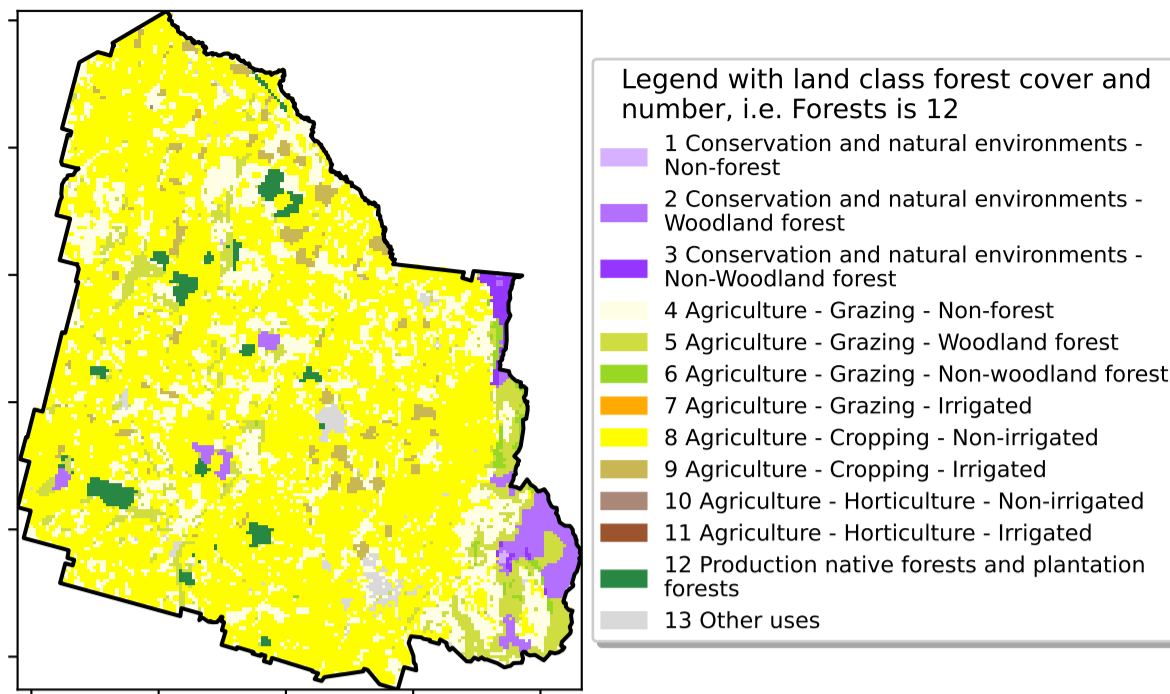 Legend with land class forest cover and
number, i.e. Forests is 12
1 Conservation and natural environments -
Non-forest
2 Conservation and natural environments -
Woodland forest
3 Conservation and natural environments -
Non-Woodland forest
4 Agriculture - Grazing - Non-forest
5 Agriculture - Grazing - Woodland forest
6 Agriculture - Grazing - Non-woodland forest
7 Agriculture - Grazing - Irrigated
8 Agriculture - Cropping - Non-irrigated
9 Agriculture - Cropping - Irrigated
10 Agriculture - Horticulture - Non-irrigated
11 Agriculture - Horticulture - Irrigated
12 Production native forests and plantation
forests
13 Other uses